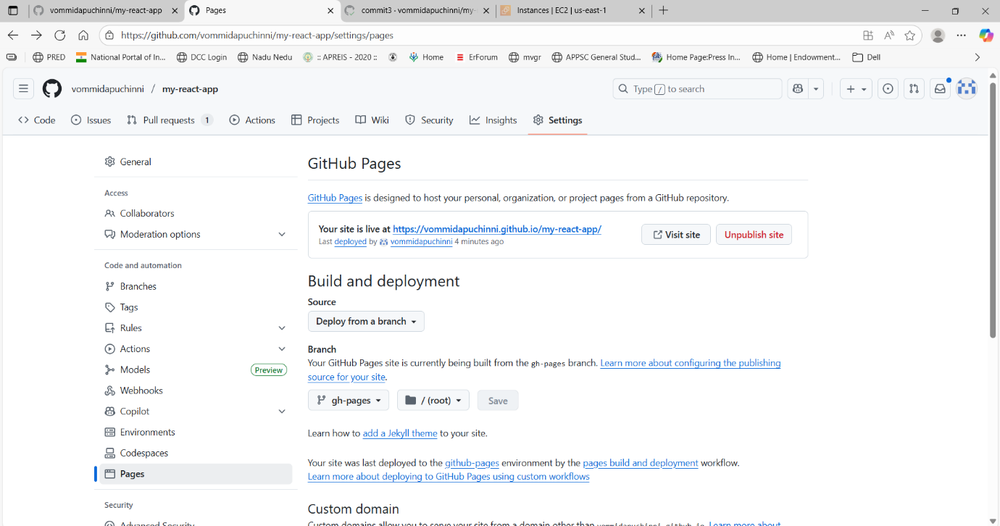 vommidapuchinni/my-react-app
Pages
commit3 · vommidapuchinni/my-
Instances | EC2 | us-east-1
https://github.com/vommidapuchinni/my-react-app/settings/pages
PRED
National Portal of In...
DCC Login
Nadu Nedu
:: APREIS - 2020 ::
Home
ErForum
mvgr
APPSC General Stud...
Home Page:Press In...
Home | Endowment...
Dell
vommidapuchinni / my-react-app
Type / to search
Code
Issues
Pull requests 1
Actions
Projects
Wiki
Security
Insights
Settings
General
Access
Collaborators
Moderation options
Code and automation
Branches
Tags
Rules
Actions
Models Preview
Webhooks
Copilot
Environments
Codespaces
Pages
Security
Advanced Security
GitHub Pages
GitHub Pages is designed to host your personal, organization, or project pages from a GitHub repository.
Your site is live at https://vommidapuchinni.github.io/my-react-app/
Last deployed by vommidapuchinni 4 minutes ago
Visit site
Unpublish site
Build and deployment
Source
Deploy from a branch
Branch
Your GitHub Pages site is currently being built from the gh-pages branch. Learn more about configuring the publishing
source for your site.
gh-pages
/ (root)
Save
Learn how to add a Jekyll theme to your site.
Your site was last deployed to the github-pages environment by the pages build and deployment workflow.
Learn more about deploying to GitHub Pages using custom workflows
Custom domain
Custom domains allow you to serve your site from a domain other than vommidapuchinni.github.io. Learn more about